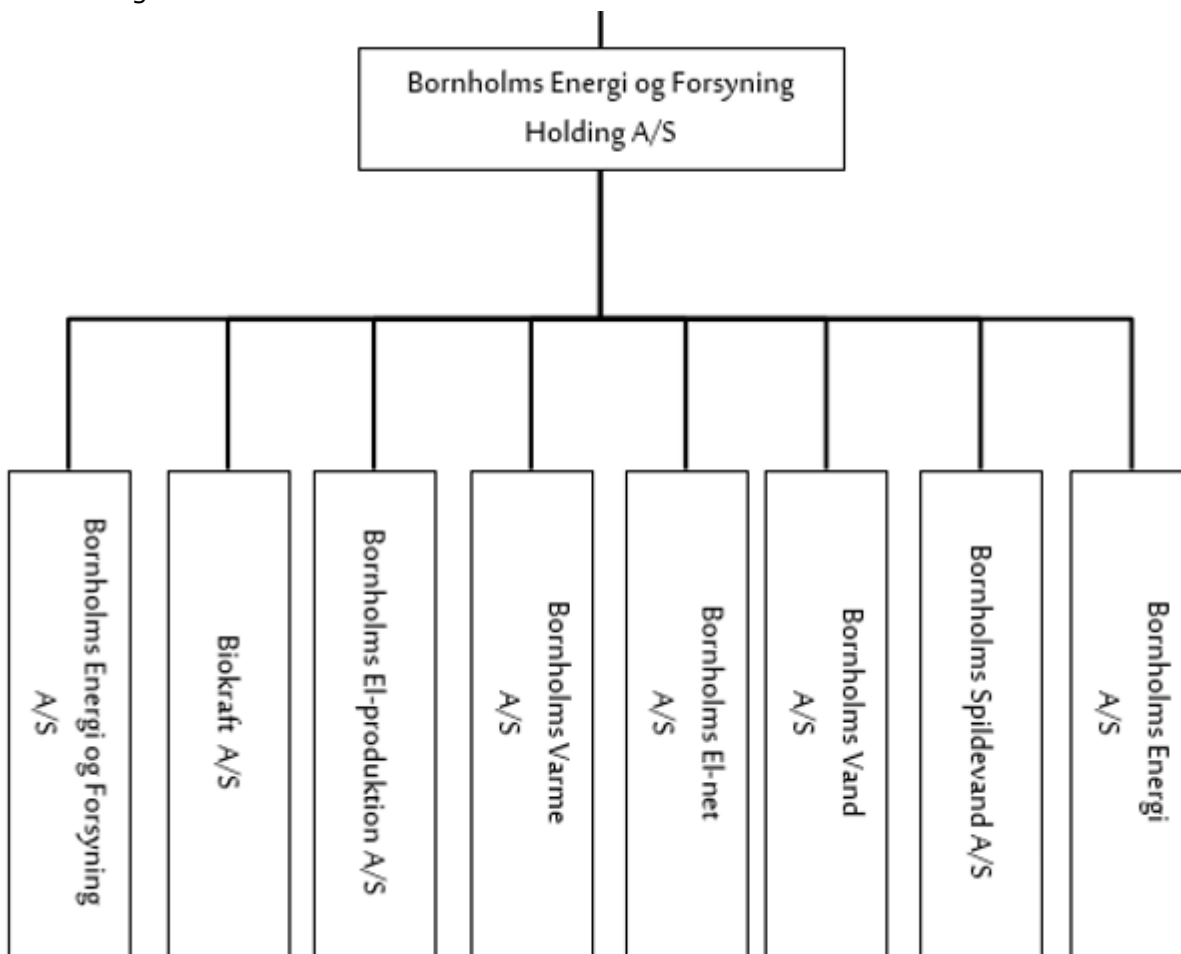 Bornholms Energi og Forsyning
Holding A/S
Bornholms Energi og Forsyning
A/S
Biokraft A/S
Bornholms El-produktion A/S
Bornholms Varme
A/S
Bornholms El-net
A/S
Bornholms Vand
A/S
Bornholms Spildevand A/S
Bornholms Energi
A/S